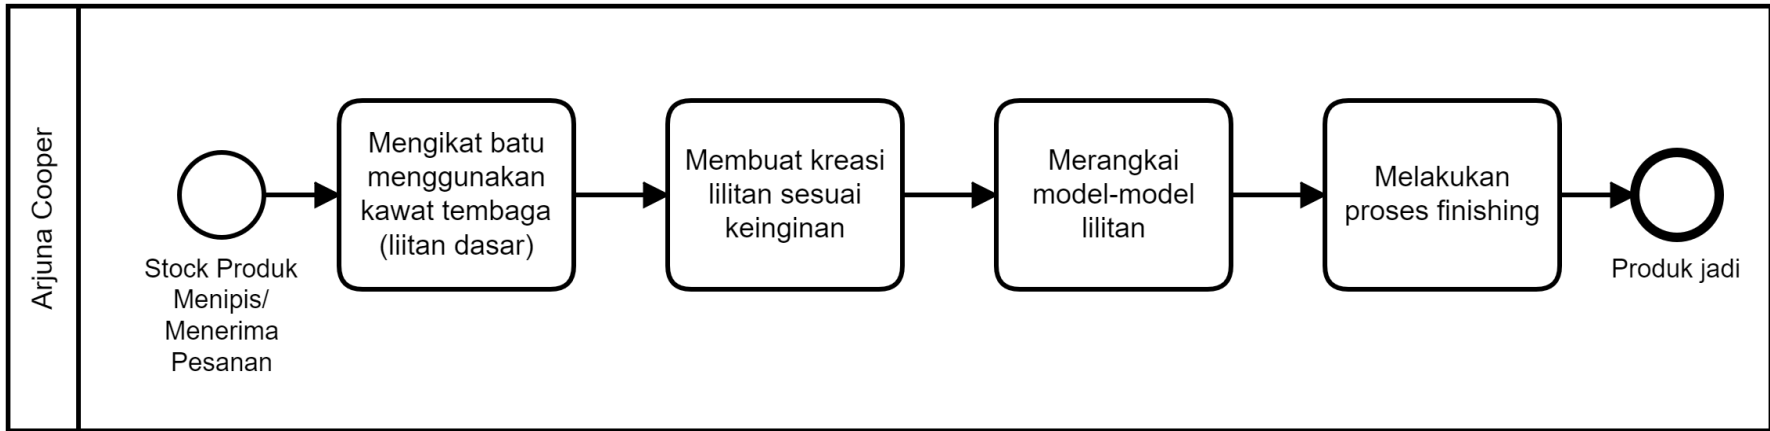 Arjuna Cooper
Stock Produk
Menipis/
Menerima
Pesanan
Mengikat batu
menggunakan
kawat tembaga
(liitan dasar)
Membuat kreasi
lilitan sesuai
keinginan
Merangkai
model-model
lilitan
Melakukan
proses finishing
Produk jadi